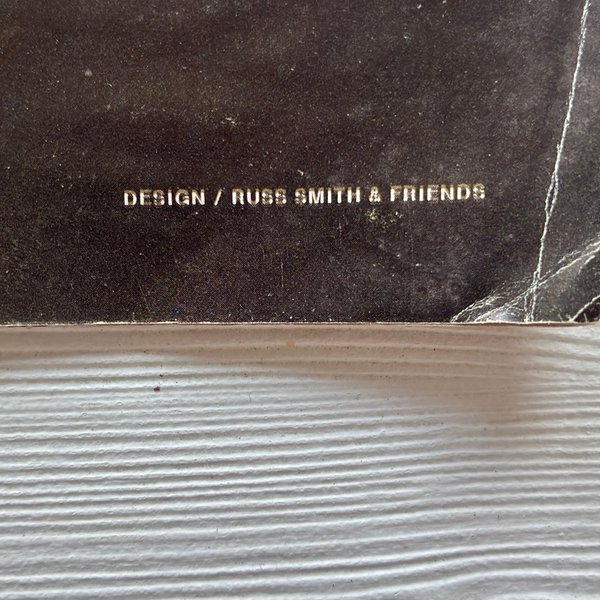 DESIGN / RUSS SMITH & FRIENDS